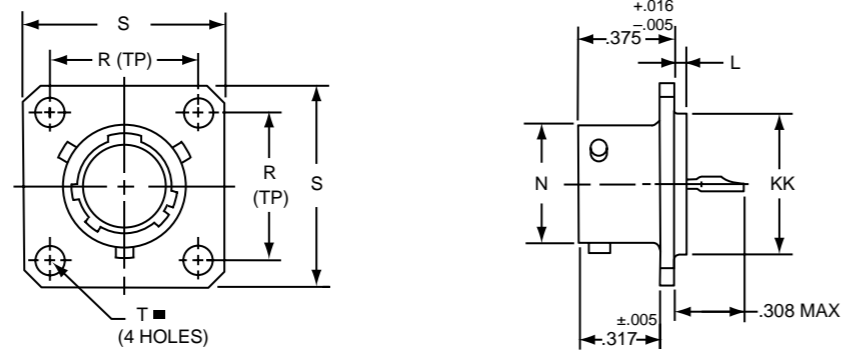 S
R (TP)
R
(TP)
S
T ■
(4 HOLES)
+.016
–.005
.375
L
N
KK
.308 MAX
±.005
.317